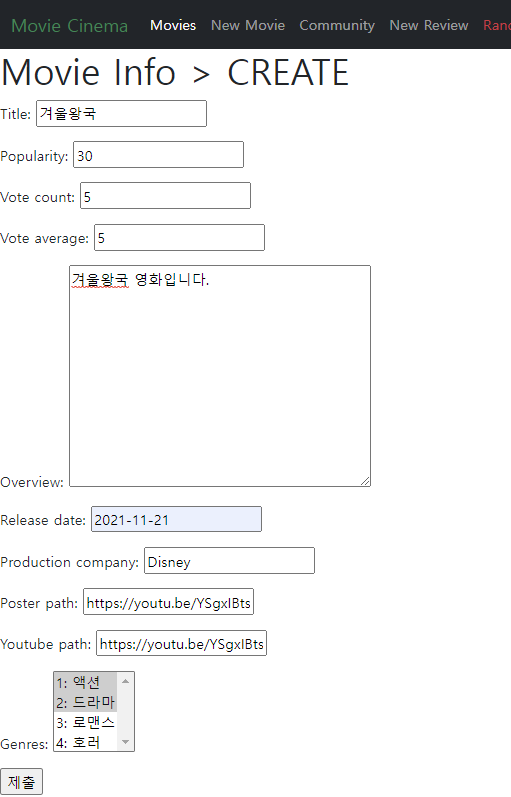 Movie Cinema Movies New Movie Community New Review
Movie Info > CREATE
Title: 겨울왕국
Popularity: 30
Vote count: 5
Vote average: 5
겨울왕국 영화입니다.
Overview:
Release date: 2021-11-21
Production company: Disney
Poster path: https://youtu.be/YSgxIBts
Youtube path: https://youtu.be/YSgxIBts
1: 액션
2: 드라마
3: 로맨스
Genres: 4: 호러
제출